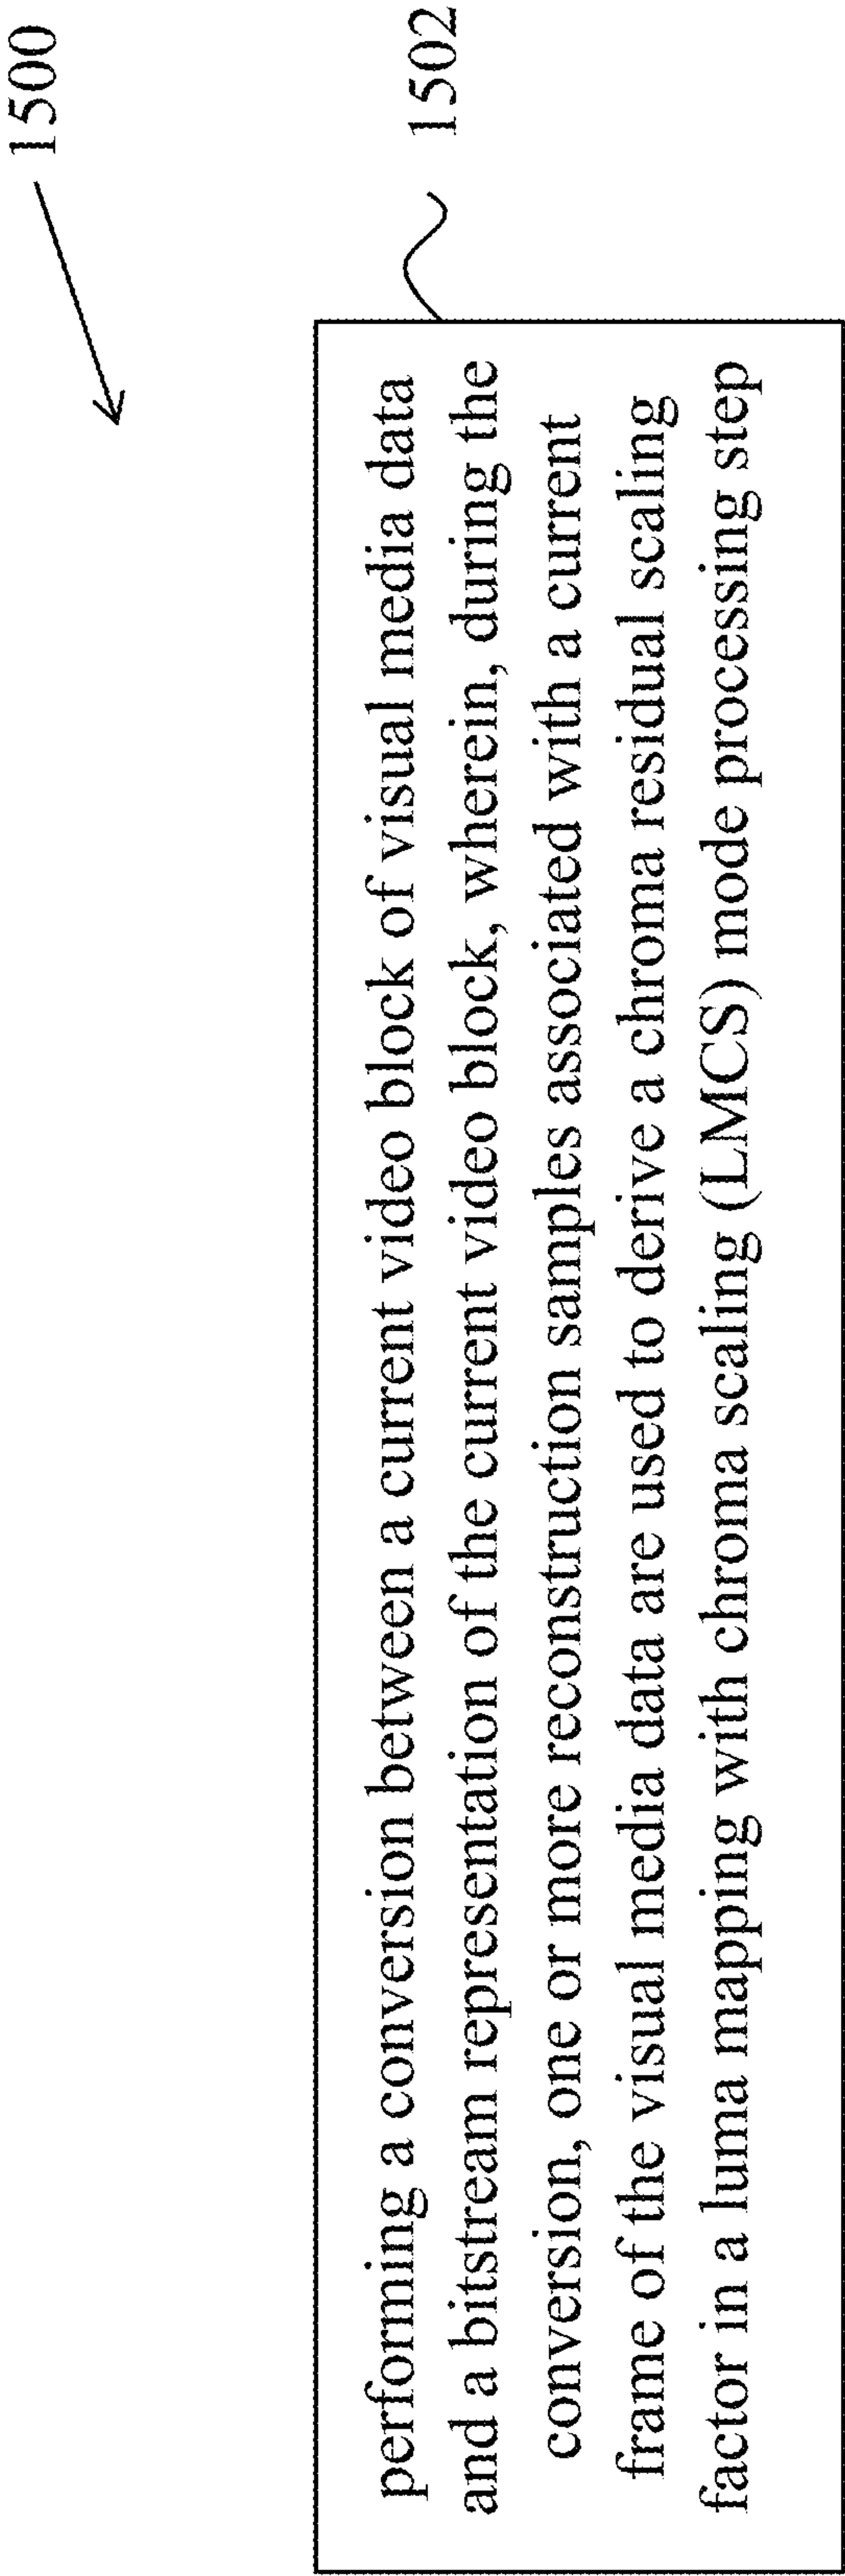 1500
1502
performing a conversion between a current video block of visual media data
and a bitstream representation of the current video block, wherein, during the
conversion, one or more reconstruction samples associated with a current
frame of the visual media data are used to derive a chroma residual scaling
factor in a luma mapping with chroma scaling (LMCS) mode processing step